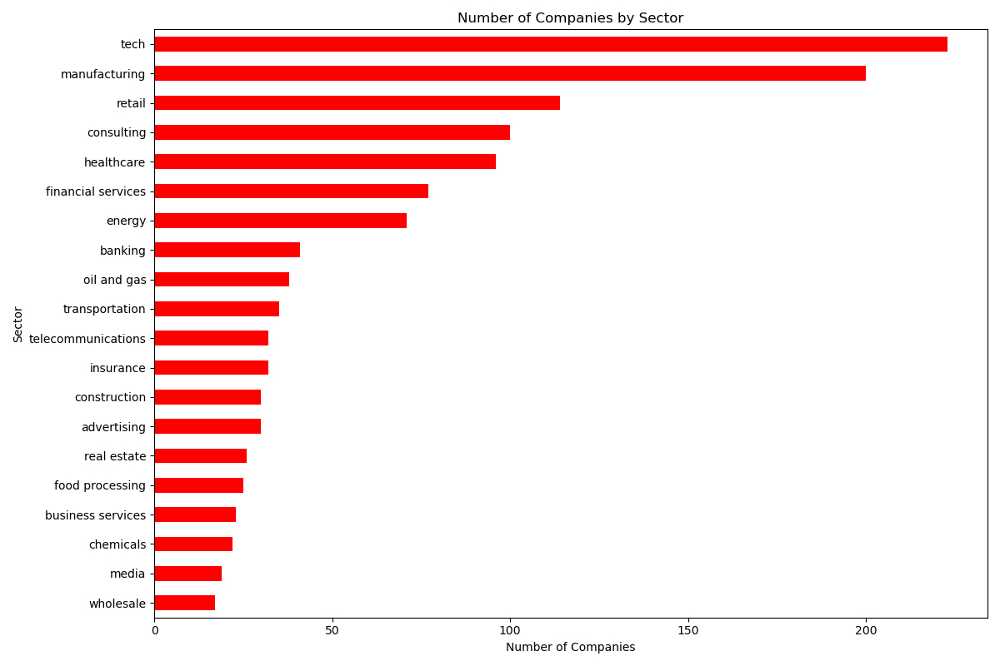 Number of Companies by Sector
tech
manufacturing
retail
consulting
healthcare
financial services
energy
banking
oil and gas
transportation
telecommunications
insurance
construction
advertising
real estate
food processing
business services
chemicals
media
wholesale
Sector
0 50 100 150 200
Number of Companies